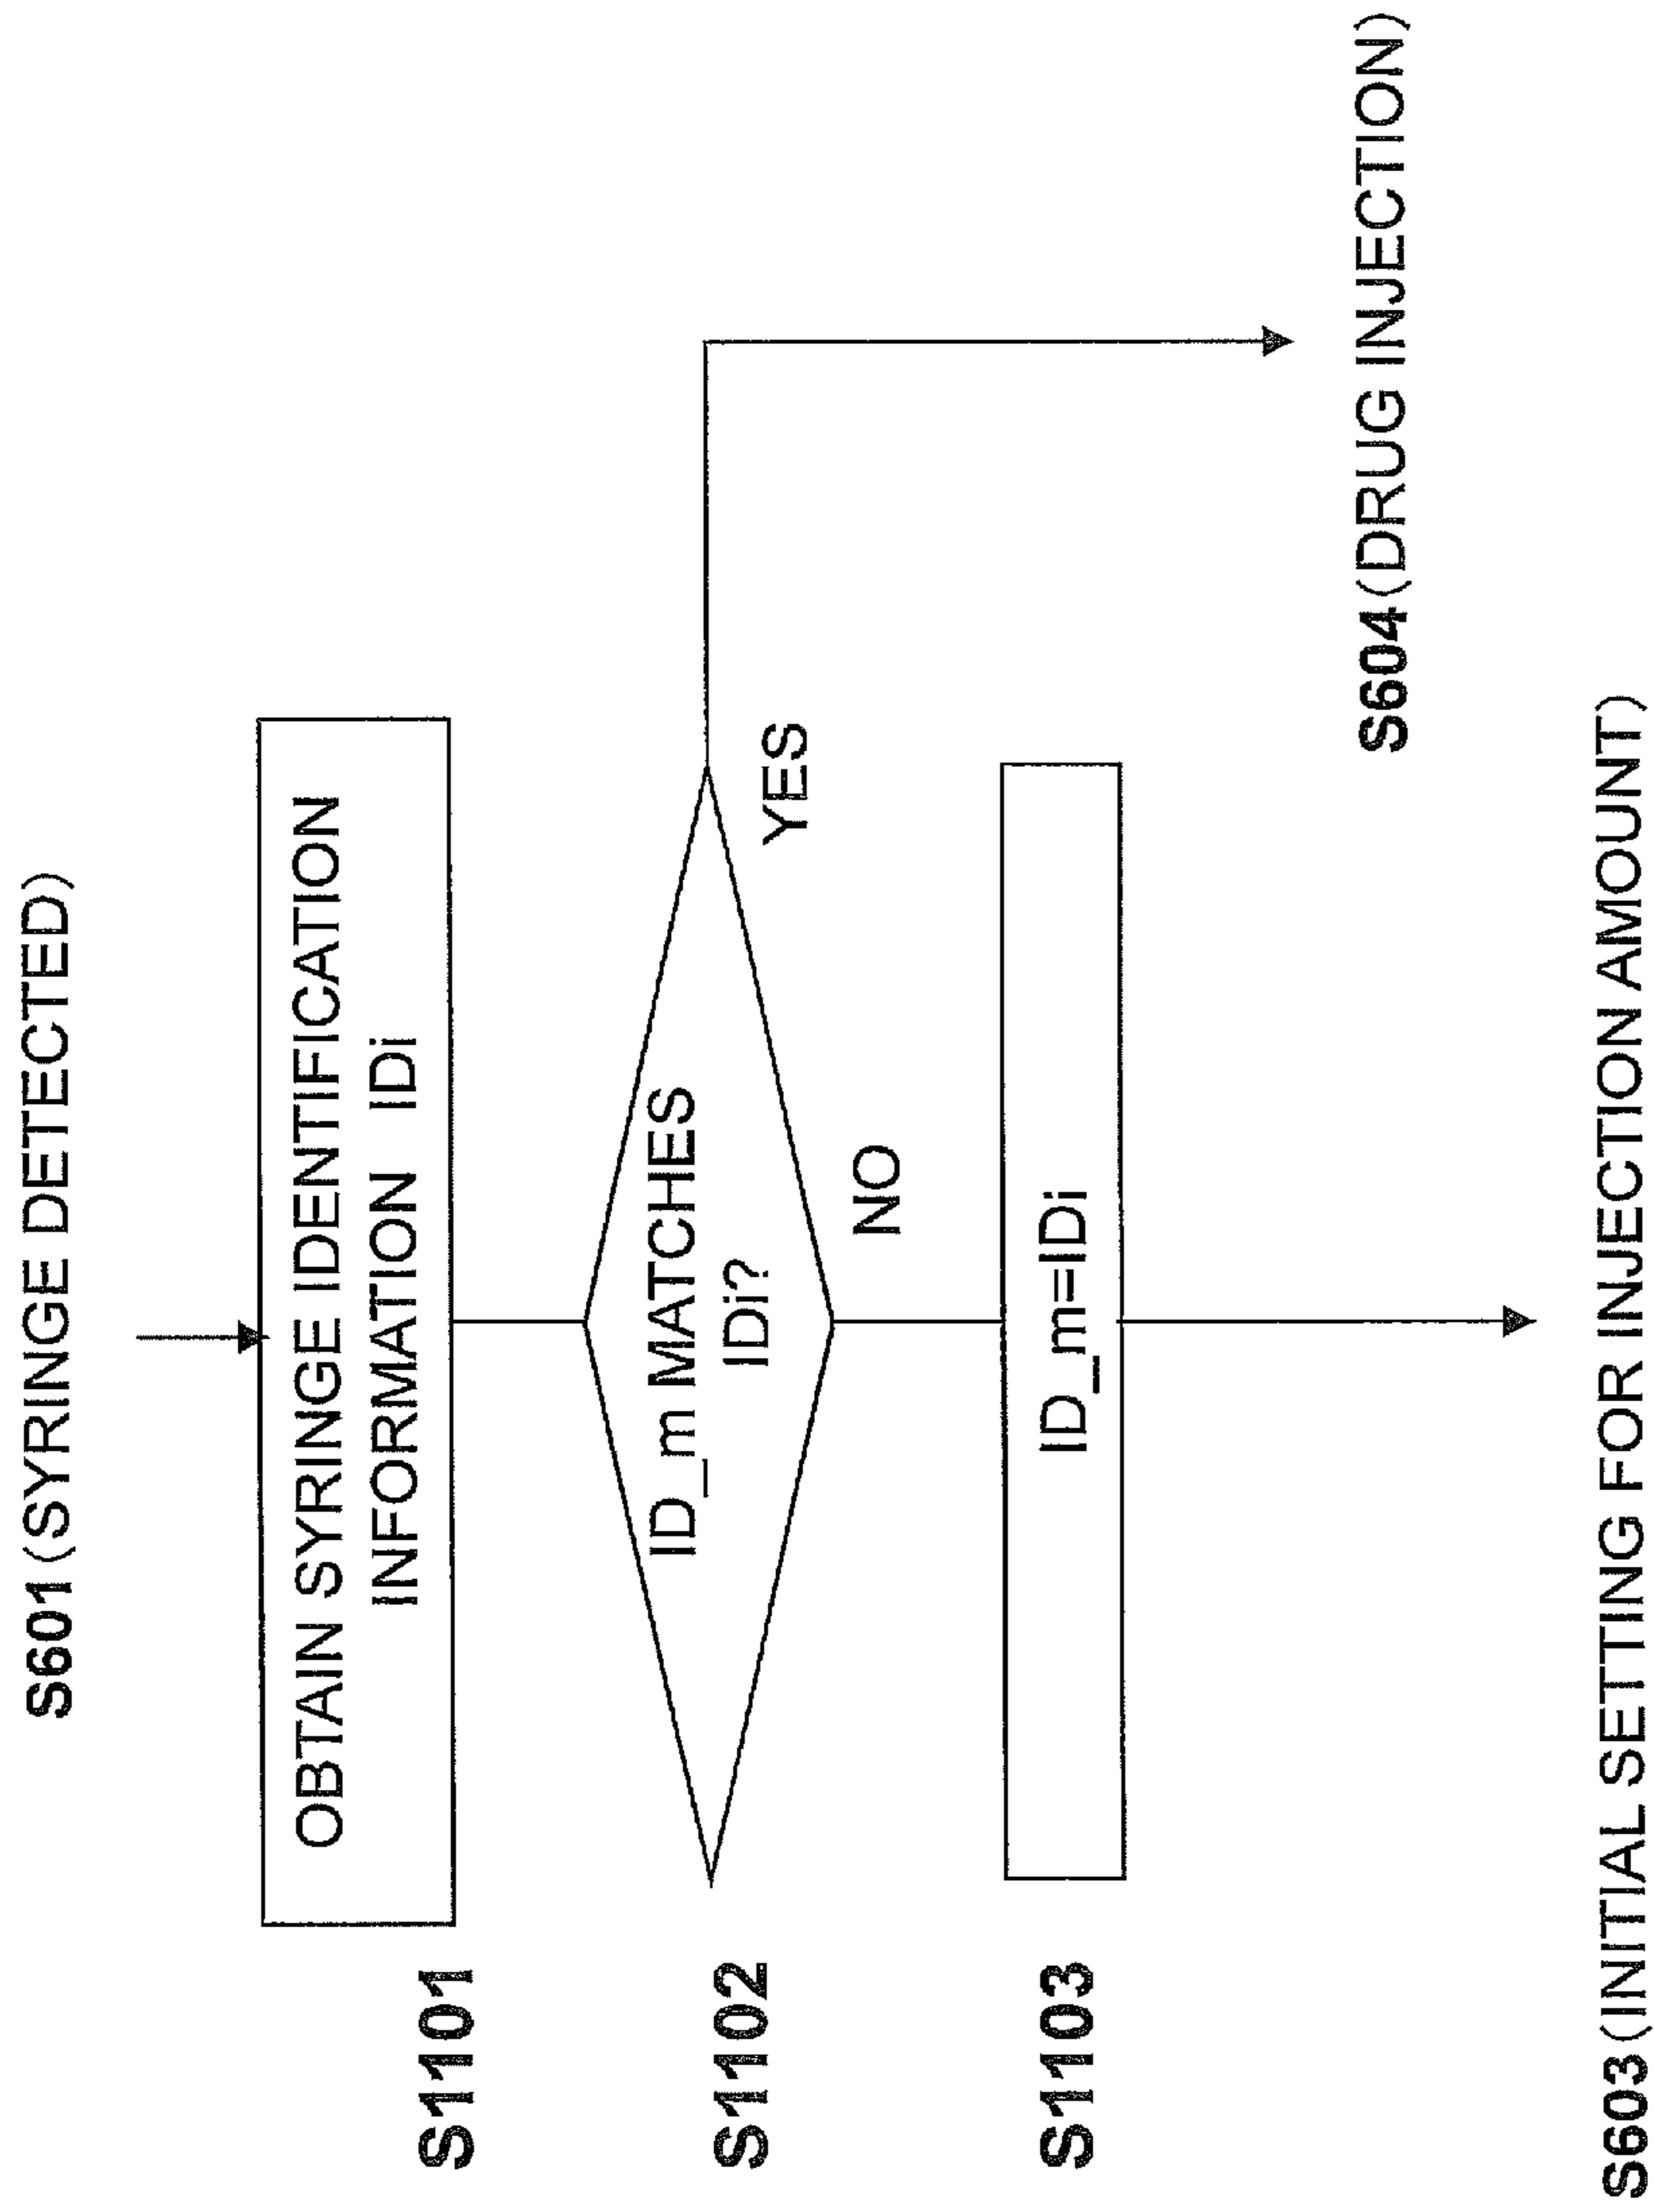 S601 (SYRINGE DETECTED)
S1101
OBTAIN SYRINGE IDENTIFICATION
INFORMATION IDi
S1102
ID_m MATCHES
IDi?
YES
NO
S1103
ID_m=IDi
S604 (DRUG INJECTION)
S603 (INITIAL SETTING FOR INJECTION AMOUNT)